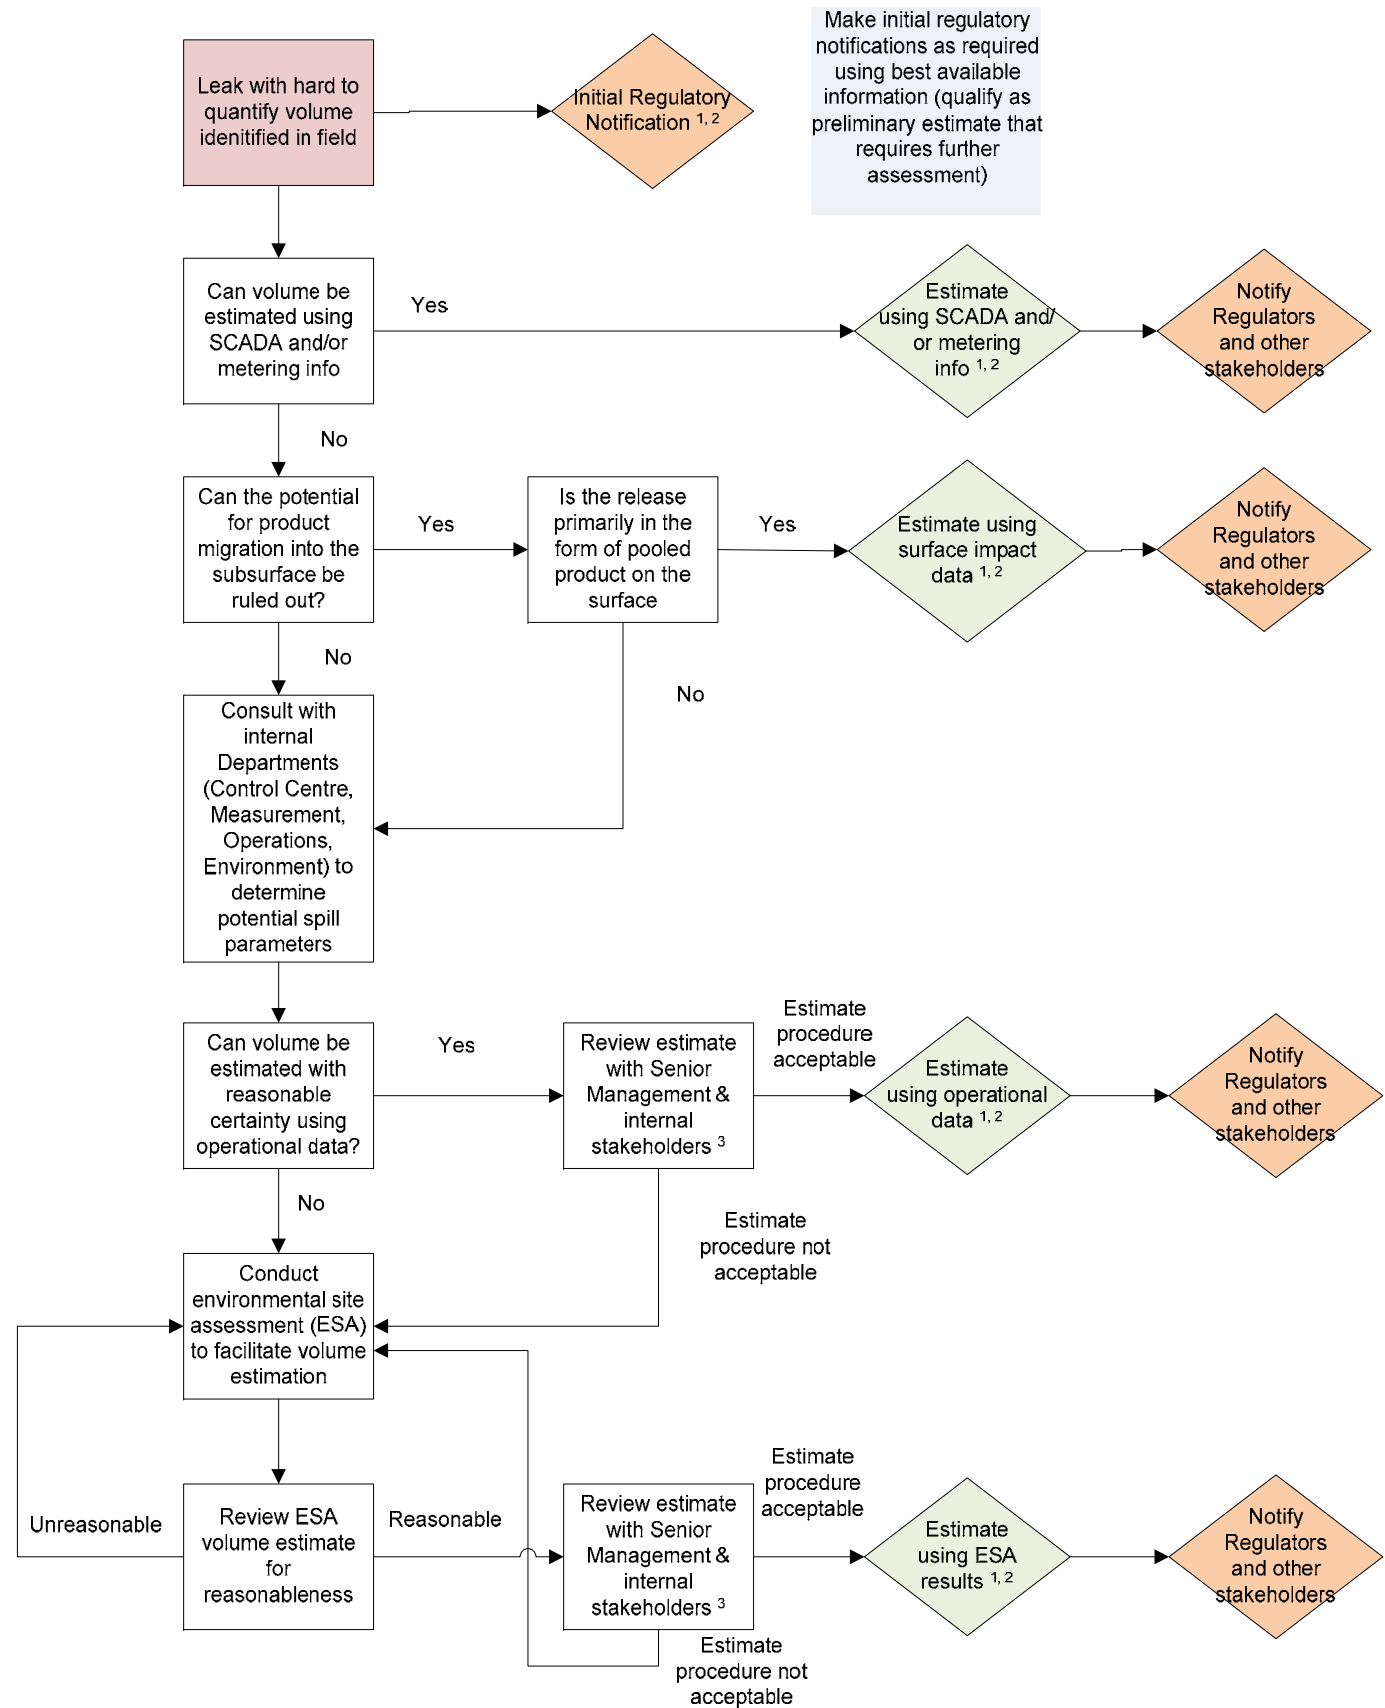 Make initial regulatory
notifications as required
using best available
information (qualify as
preliminary estimate that
requires further
assessment)
Leak with hard to
quantify volume
idenitified in field
Initial Regulatory
Notification 1, 2
Can volume be
estimated using
SCADA and/or
metering info
Yes
Estimate
using SCADA and/
or metering
info 1, 2
Notify
Regulators
and other
stakeholders
No
Can the potential
for product
migration into the
subsurface be
ruled out?
Yes
Is the release
primarily in the
form of pooled
product on the
surface
Yes
Estimate using
surface impact
data 1, 2
Notify
Regulators
and other
stakeholders
No
No
Consult with
internal
Departments
(Control Centre,
Measurement,
Operations,
Environment) to
determine
potential spill
parameters
Can volume be
estimated with
reasonable
certainty using
operational data?
Yes
Review estimate
with Senior
Management &
internal
stakeholders 3
Estimate
procedure
acceptable
Estimate
using operational
data 1, 2
Notify
Regulators
and other
stakeholders
No
Estimate
procedure not
acceptable
Conduct
environmental site
assessment (ESA)
to facilitate volume
estimation
Unreasonable
Review ESA
volume estimate
for
reasonableness
Reasonable
Review estimate
with Senior
Management &
internal
stakeholders 3
Estimate
procedure
acceptable
Estimate
using ESA
results 1, 2
Notify
Regulators
and other
stakeholders
Estimate
procedure not
acceptable